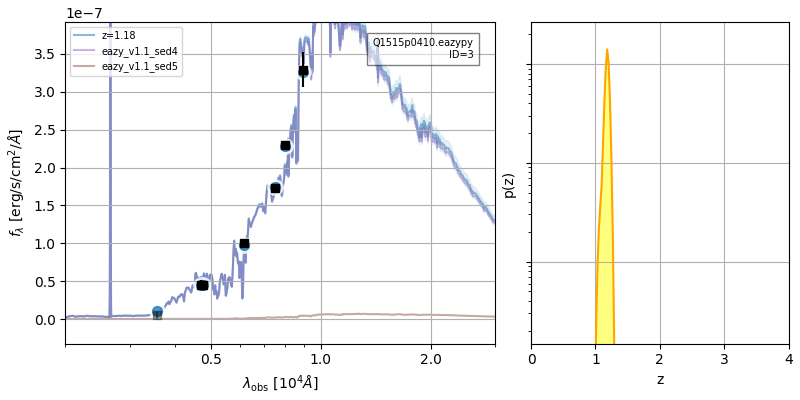 1e−7
z=1.18
eazy_v1.1_sed4
eazy_v1.1_sed5
Q1515p0410.eazypy
ID=3
3.5
3.0
2.5
2.0
1.5
1.0
0.5
0.0
fλ [erg/s/cm²/Å]
0.5
1.0
2.0
λobs [10⁴Å]
p(z)
0
1
2
3
4
z